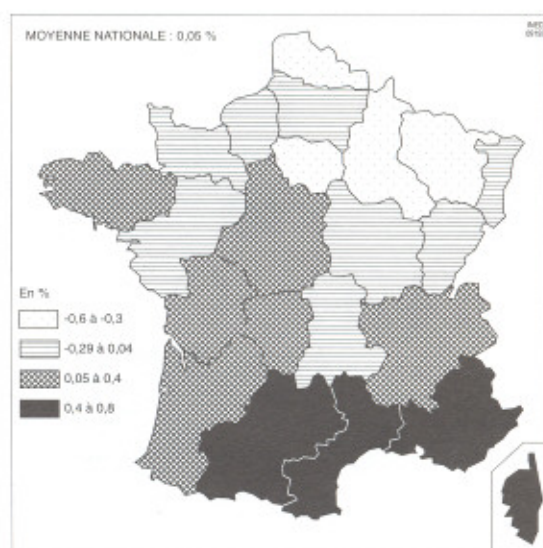 MOYENNE NATIONALE : 0,05 %
INED
En %
-0,6 à -0,3
-0,29 à 0,04
0,05 à 0,4
0,4 à 0,8